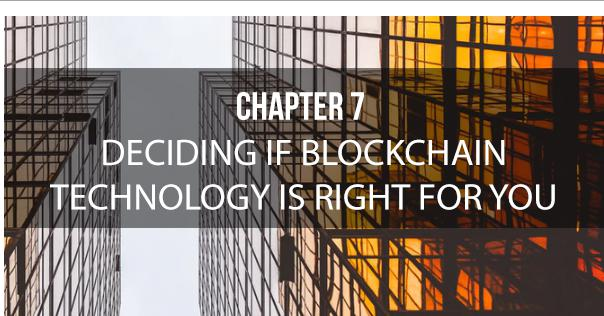 CHAPTER 7
DECIDING IF BLOCKCHAIN
TECHNOLOGY IS RIGHT FOR YOU